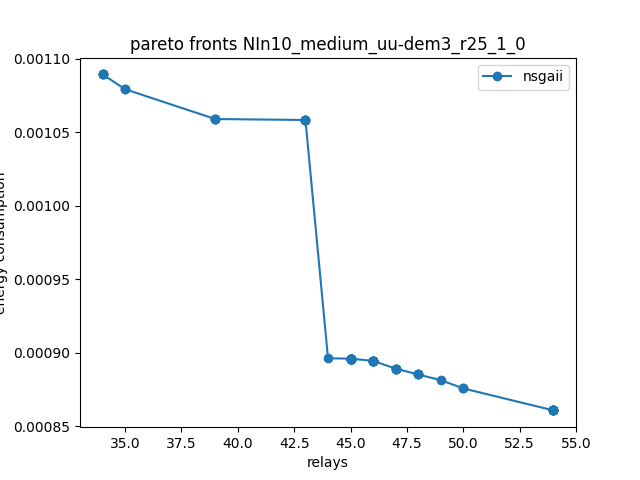 pareto fronts NIn10_medium_uu-dem3_r25_1_0
nsgaii
0.00110
0.00105
0.00100
0.00095
0.00090
0.00085
energy consumption
35.0 37.5 40.0 42.5 45.0 47.5 50.0 52.5 55.0
relays